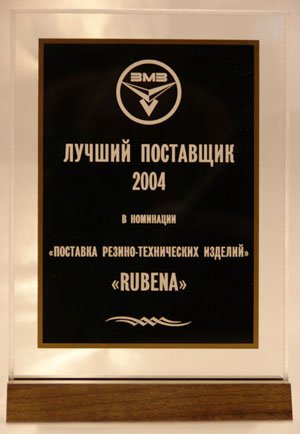 ЗМЗ
ЛУЧШИЙ ПОСТАВЩИК
2004
В НОМИНАЦИИ
«ПОСТАВКА РЕЗИНО-ТЕХНИЧЕСКИХ ИЗДЕЛИЙ»
«RUBENA»